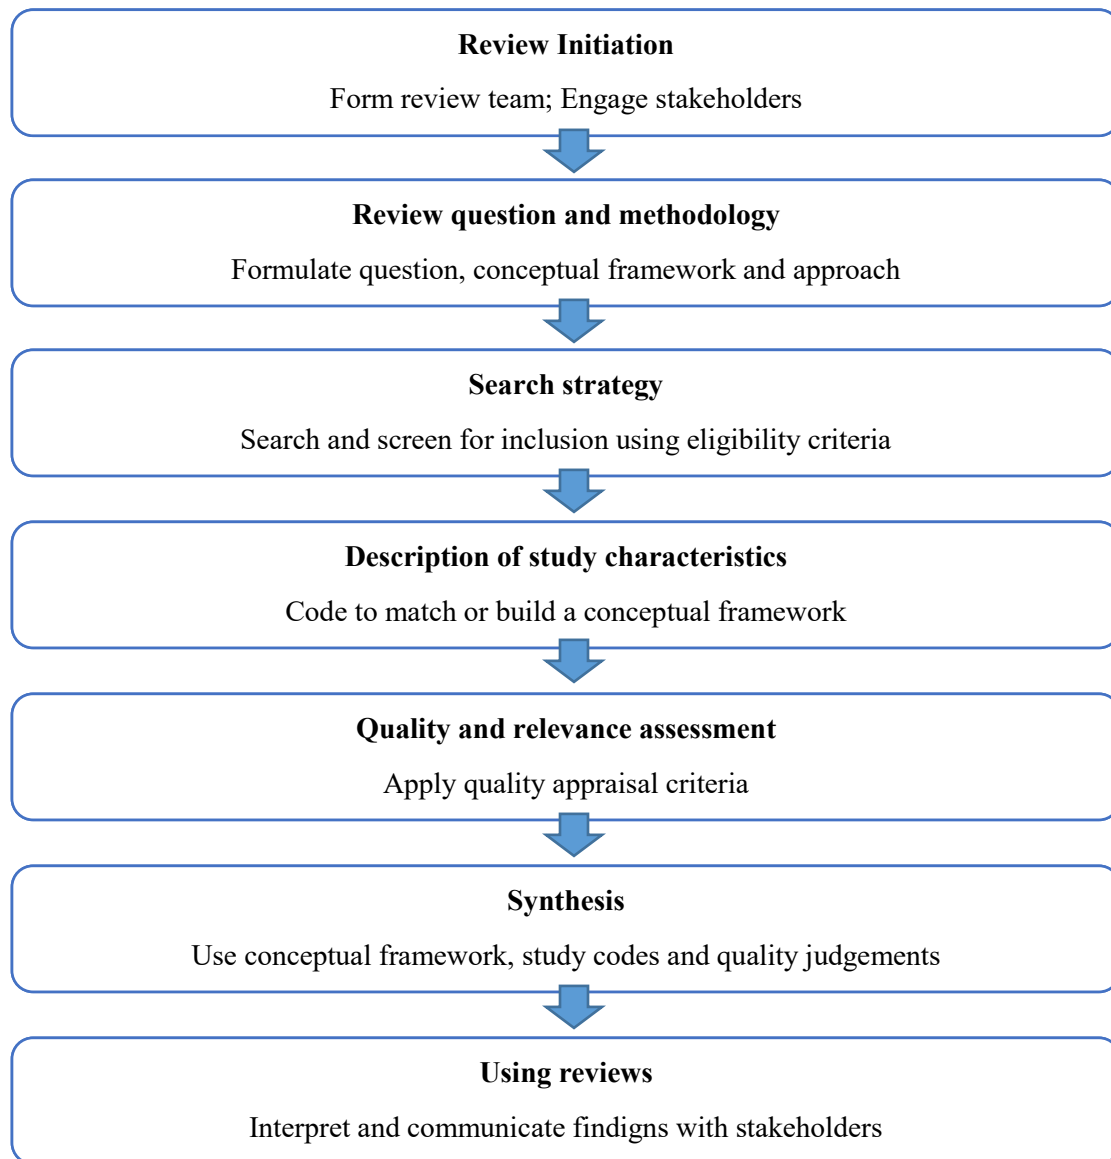 Review Initiation
Form review team; Engage stakeholders
Review question and methodology
Formulate question, conceptual framework and approach
Search strategy
Search and screen for inclusion using eligibility criteria
Description of study characteristics
Code to match or build a conceptual framework
Quality and relevance assessment
Apply quality appraisal criteria
Synthesis
Use conceptual framework, study codes and quality judgements
Using reviews
Interpret and communicate findigns with stakeholders